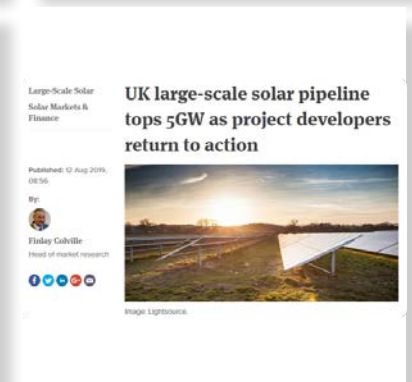 Large-Scale Solar
Solar Markets &
Finance
UK large-scale solar pipeline
tops 5GW as project developers
return to action
Published: 12 Aug 2019,
08:56
By:
Finlay Colville
Head of market research
Image: Lightsource.